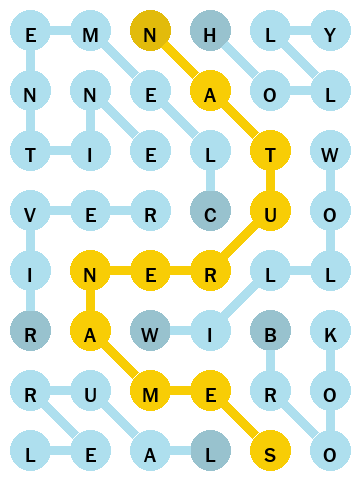 E M N H L Y
N N E A O L
T I E L T W
V E R C U O
I N E R L L
R A W I B K
R U M E R O
L E A L S O